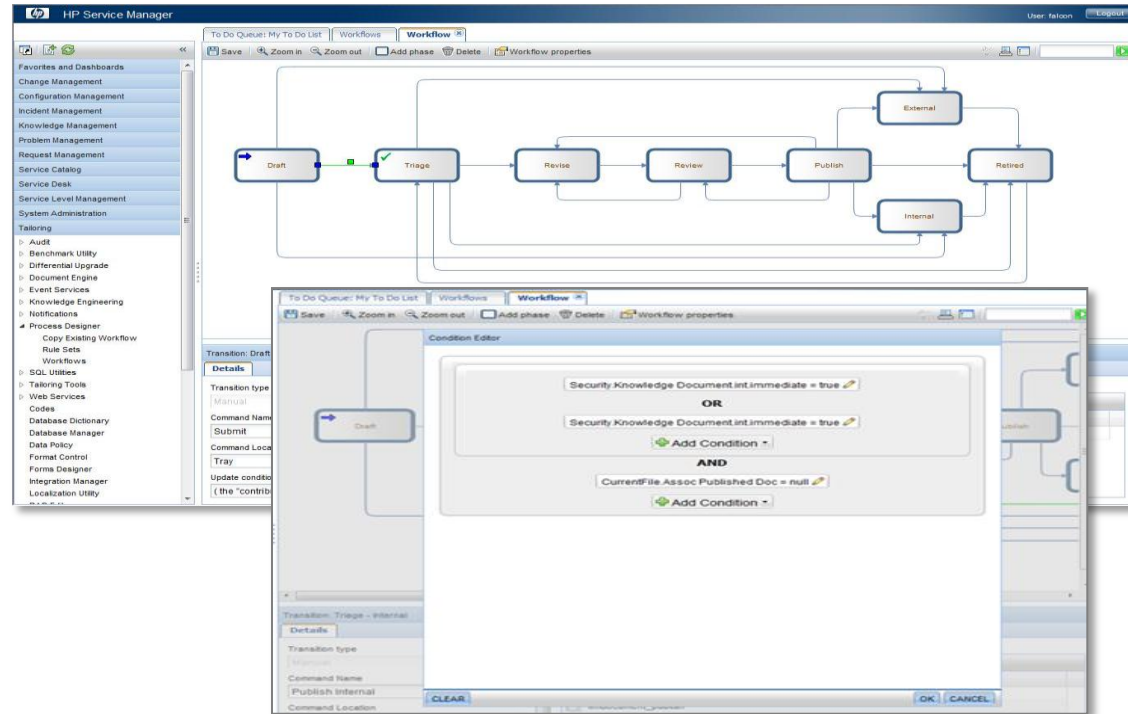 hp HP Service Manager
User: falcon Logout
To Do Queue: My To Do List Workflows Workflow
Save Zoom in Zoom out Add phase Delete Workflow properties
Favorites and Dashboards
Change Management
Configuration Management
Incident Management
Knowledge Management
Problem Management
Request Management
Service Catalog
Service Desk
Service Level Management
System Administration
Tailoring
Audit
Benchmark Utility
Differential Upgrade
Document Engine
Event Services
Knowledge Engineering
Notifications
Process Designer
Copy Existing Workflow
Rule Sets
Workflows
SQL Utilities
Tailoring Tools
Web Services
Codes
Database Dictionary
Database Manager
Data Policy
Format Control
Forms Designer
Integration Manager
Localization Utility
External
Draft
Triage
Revise
Review
Publish
Retired
Internal
Transition: Draft
Details
Transition type
Manual
Command Name
Submit
Command Loca
Tray
Update conditio
( the "contrib
To Do Queue: My To Do List Workflows Workflow
Save Zoom in Zoom out Add phase Delete Workflow properties
Condition Editor
Draft
Security.Knowledge Document.int.immediate = true
OR
Security.Knowledge Document.int.immediate = true
Add Condition
AND
CurrentFile.Assoc Published Doc = null
Add Condition
Transition: Triage - Internal
Details
Transition type
Manual
Command Name
Publish Internal
Command Location
CLEAR OK CANCEL